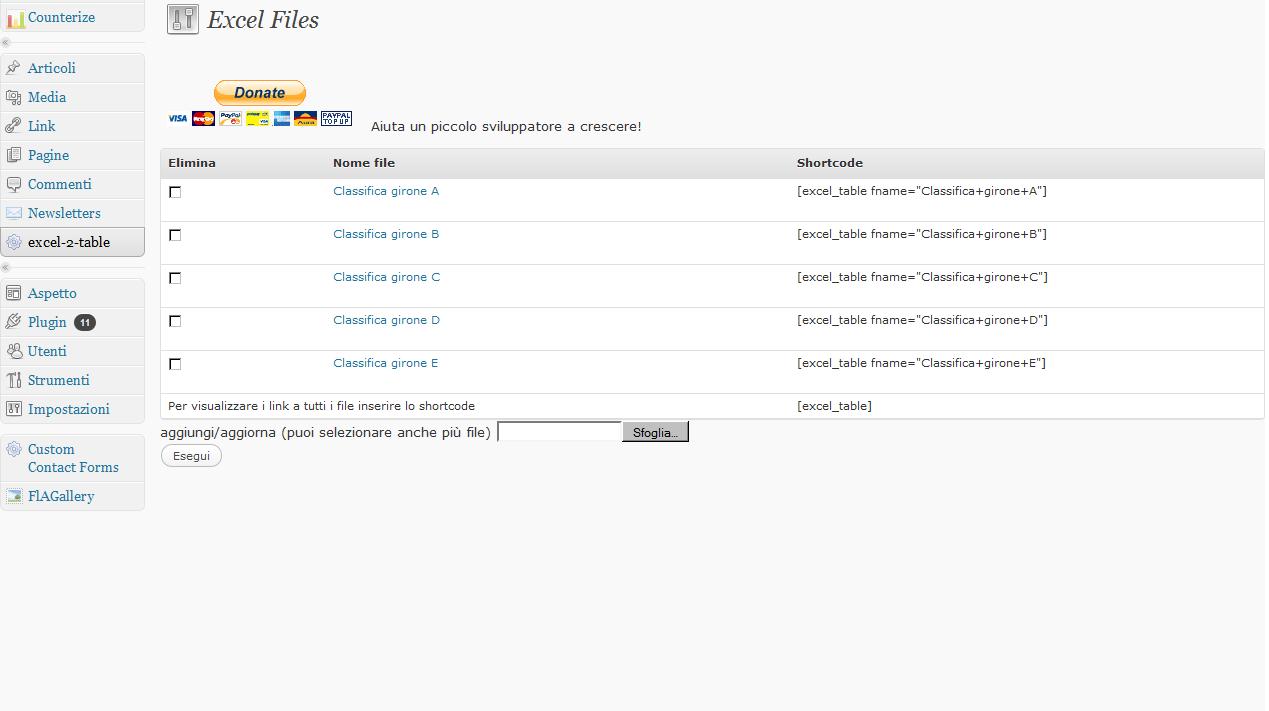 Counterize
Articoli
Media
Link
Pagine
Commenti
Newsletters
excel-2-table
Aspetto
Plugin 11
Utenti
Strumenti
Impostazioni
Custom
Contact Forms
FlAGallery
Excel Files
Donate
VISA PayPal VISA PAYPAL
TOP UP
Aiuta un piccolo sviluppatore a crescere!
Elimina Nome file Shortcode
Classifica girone A [excel_table fname="Classifica+girone+A"]
Classifica girone B [excel_table fname="Classifica+girone+B"]
Classifica girone C [excel_table fname="Classifica+girone+C"]
Classifica girone D [excel_table fname="Classifica+girone+D"]
Classifica girone E [excel_table fname="Classifica+girone+E"]
Per visualizzare i link a tutti i file inserire lo shortcode [excel_table]
aggiungi/aggiorna (puoi selezionare anche più file) Sfoglia...
Esegui